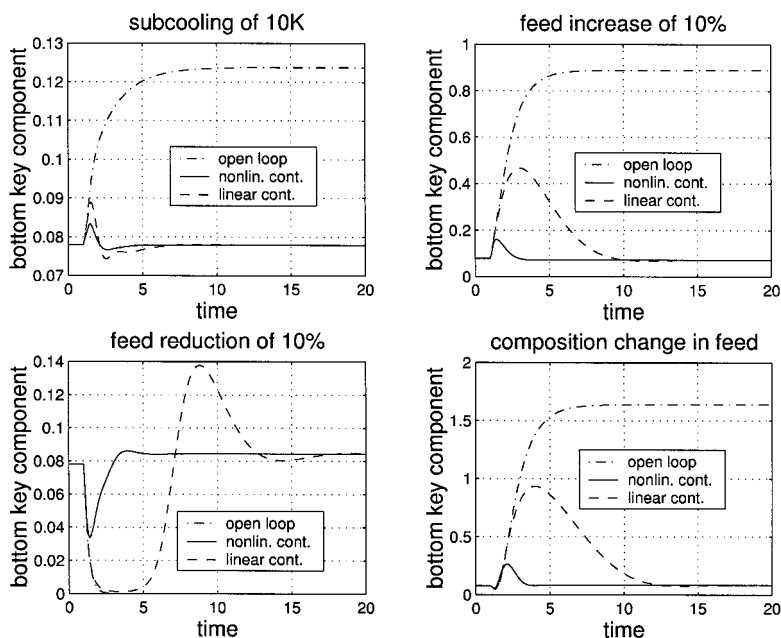 subcooling of 10K
bottom key component
0.13
0.12
0.11
0.1
0.09
0.08
0.07
open loop
nonlin. cont.
linear cont.
0
5
10
15
20
time
feed increase of 10%
bottom key component
1
0.8
0.6
0.4
0.2
0
open loop
nonlin. cont.
linear cont.
0
5
10
15
20
time
feed reduction of 10%
bottom key component
0.14
0.12
0.1
0.08
0.06
0.04
0.02
0
open loop
nonlin. cont.
linear cont.
0
5
10
15
20
time
composition change in feed
bottom key component
2
1.5
1
0.5
0
open loop
nonlin. cont.
linear cont.
0
5
10
15
20
time